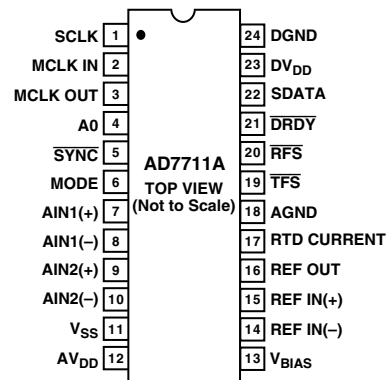 SCLK 1
MCLK IN 2
MCLK OUT 3
A0 4
SYNC 5
MODE 6
AIN1(+) 7
AIN1(–) 8
AIN2(+) 9
AIN2(–) 10
VSS 11
AVDD 12
AD7711A
TOP VIEW
(Not to Scale)
24 DGND
23 DVDD
22 SDATA
21 DRDY
20 RFS
19 TFS
18 AGND
17 RTD CURRENT
16 REF OUT
15 REF IN(+)
14 REF IN(–)
13 VBIAS